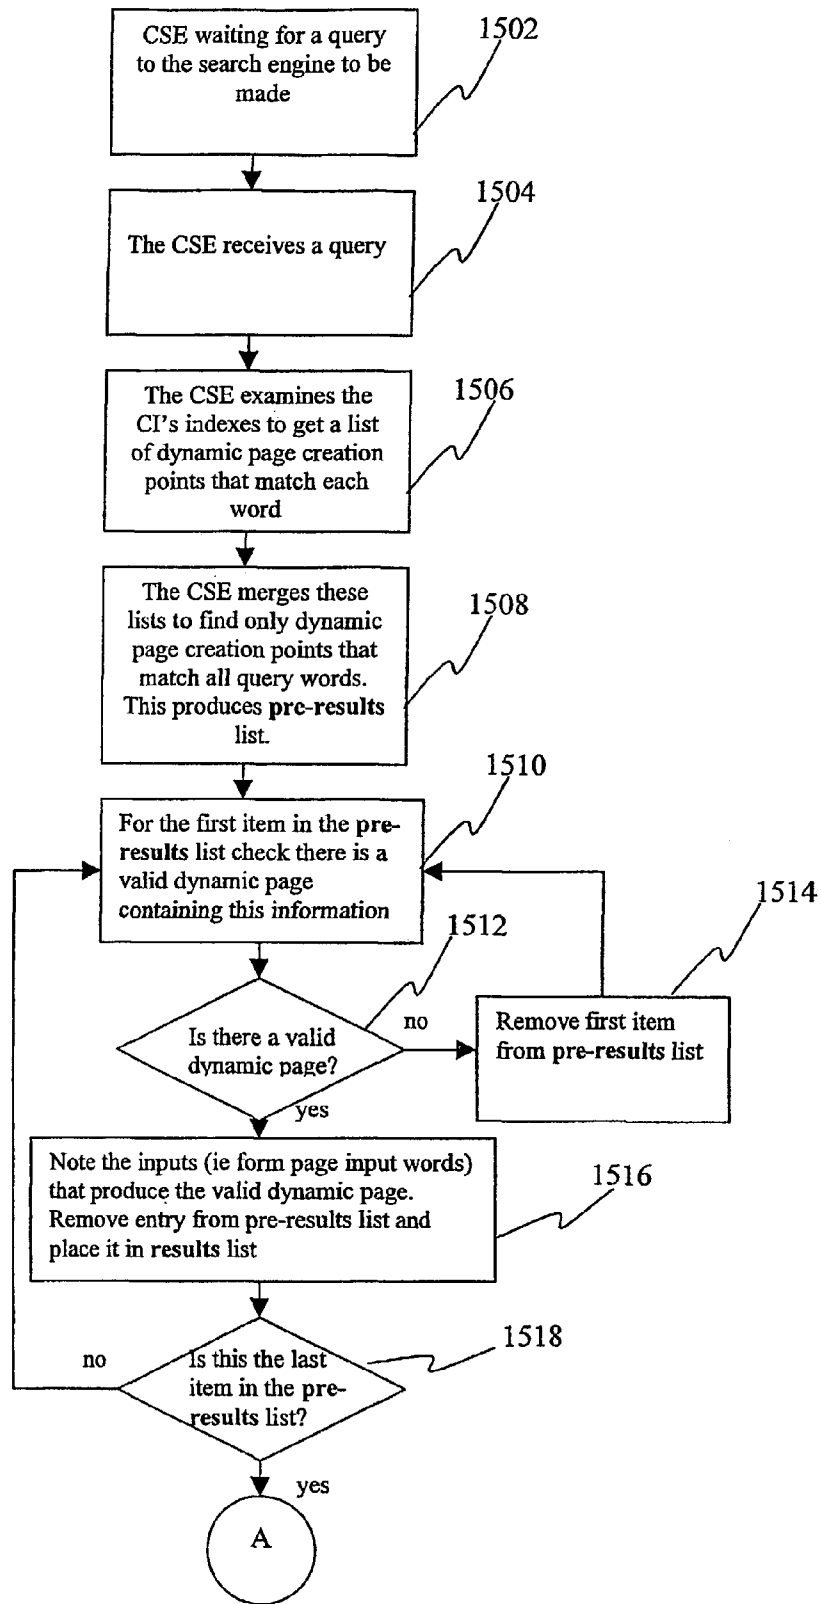 CSE waiting for a query
to the search engine to be
made
1502
The CSE receives a query
1504
The CSE examines the
CI's indexes to get a list
of dynamic page creation
points that match each
word
1506
The CSE merges these
lists to find only dynamic
page creation points that
match all query words.
This produces pre-results
list.
1508
For the first item in the pre-
results list check there is a
valid dynamic page
containing this information
1510
Is there a valid
dynamic page?
1512
no
Remove first item
from pre-results list
1514
yes
Note the inputs (ie form page input words)
that produce the valid dynamic page.
Remove entry from pre-results list and
place it in results list
1516
Is this the last
item in the pre-
results list?
1518
no
yes
A